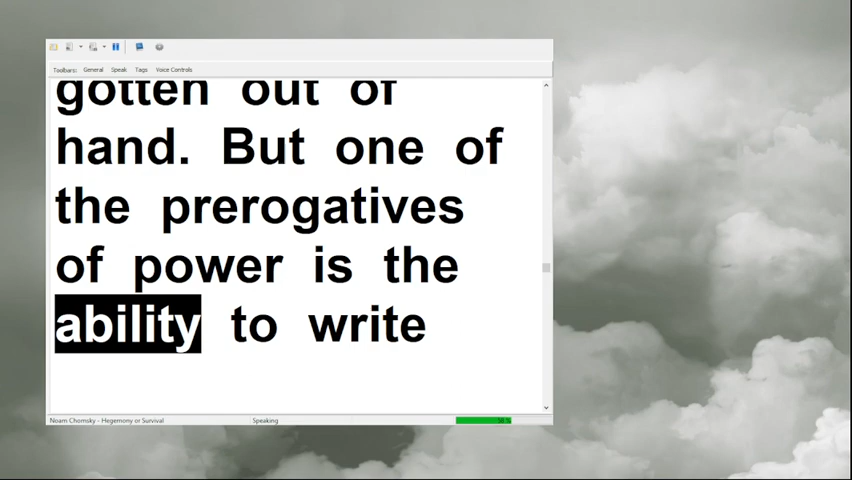 Toolbars: General Speak Tags Voice Controls
gotten out of
hand. But one of
the prerogatives
of power is the
ability to write
Noam Chomsky - Hegemony or Survival Speaking